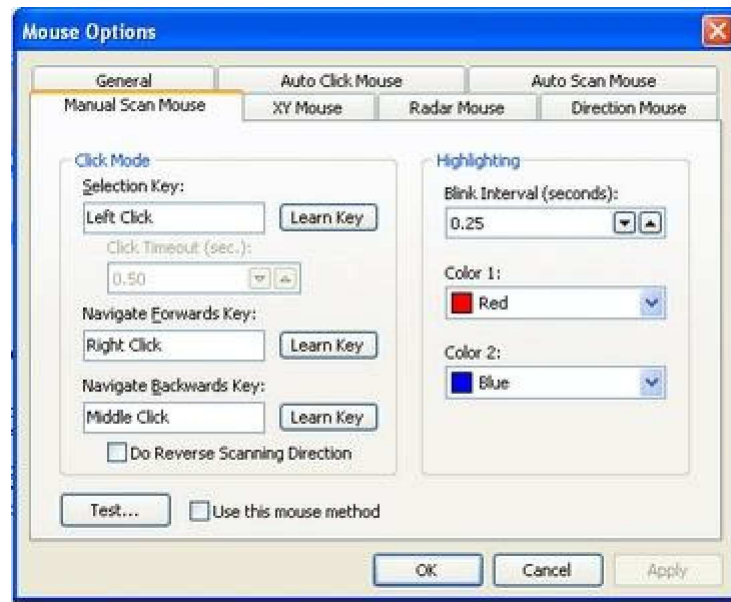 Mouse Options
General Auto Click Mouse Auto Scan Mouse
Manual Scan Mouse XY Mouse Radar Mouse Direction Mouse
Click Mode
Selection Key:
Left Click Learn Key
Click Timeout (sec.):
0.50
Navigate Forwards Key:
Right Click Learn Key
Navigate Backwards Key:
Middle Click Learn Key
Do Reverse Scanning Direction
Highlighting
Blink Interval (seconds):
0.25
Color 1:
Red
Color 2:
Blue
Test... Use this mouse method
OK Cancel Apply